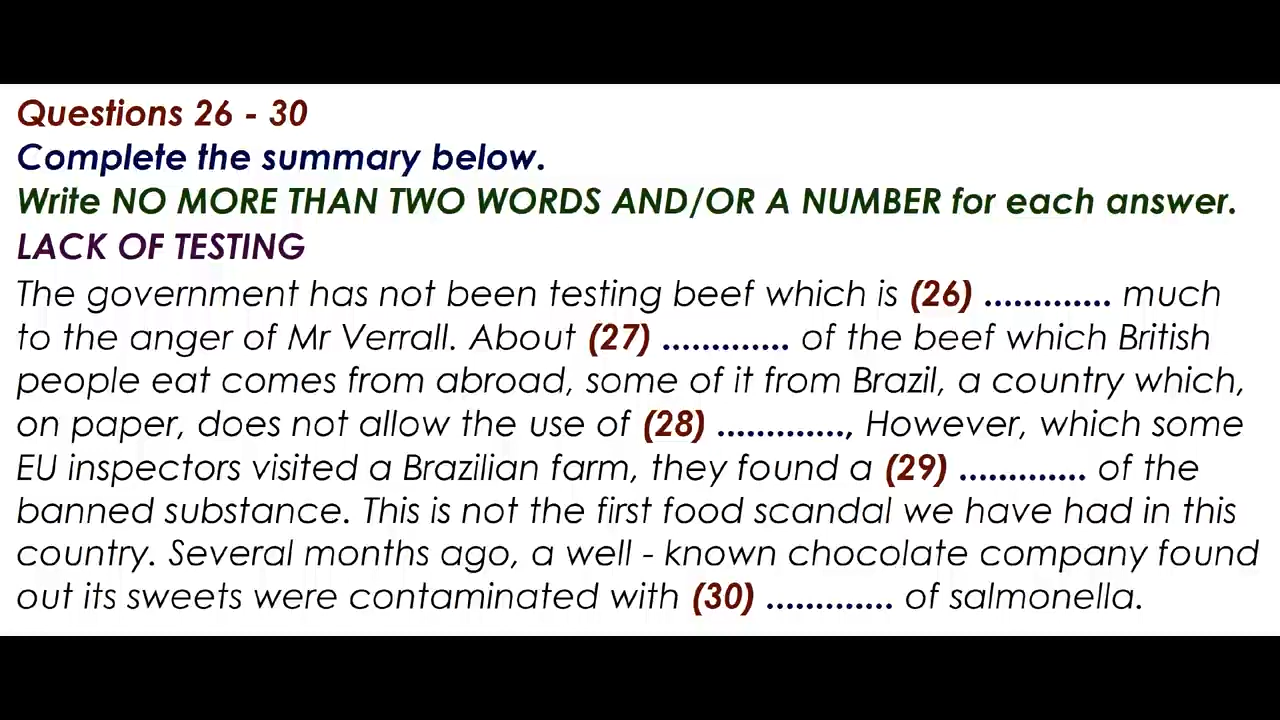 Questions 26 - 30
Complete the summary below.
Write NO MORE THAN TWO WORDS AND/OR A NUMBER for each answer.
LACK OF TESTING
The government has not been testing beef which is (26) ............. much
to the anger of Mr Verrall. About (27) ............. of the beef which British
people eat comes from abroad, some of it from Brazil, a country which,
on paper, does not allow the use of (28) ............., However, which some
EU inspectors visited a Brazilian farm, they found a (29) ............. of the
banned substance. This is not the first food scandal we have had in this
country. Several months ago, a well - known chocolate company found
out its sweets were contaminated with (30) ............. of salmonella.